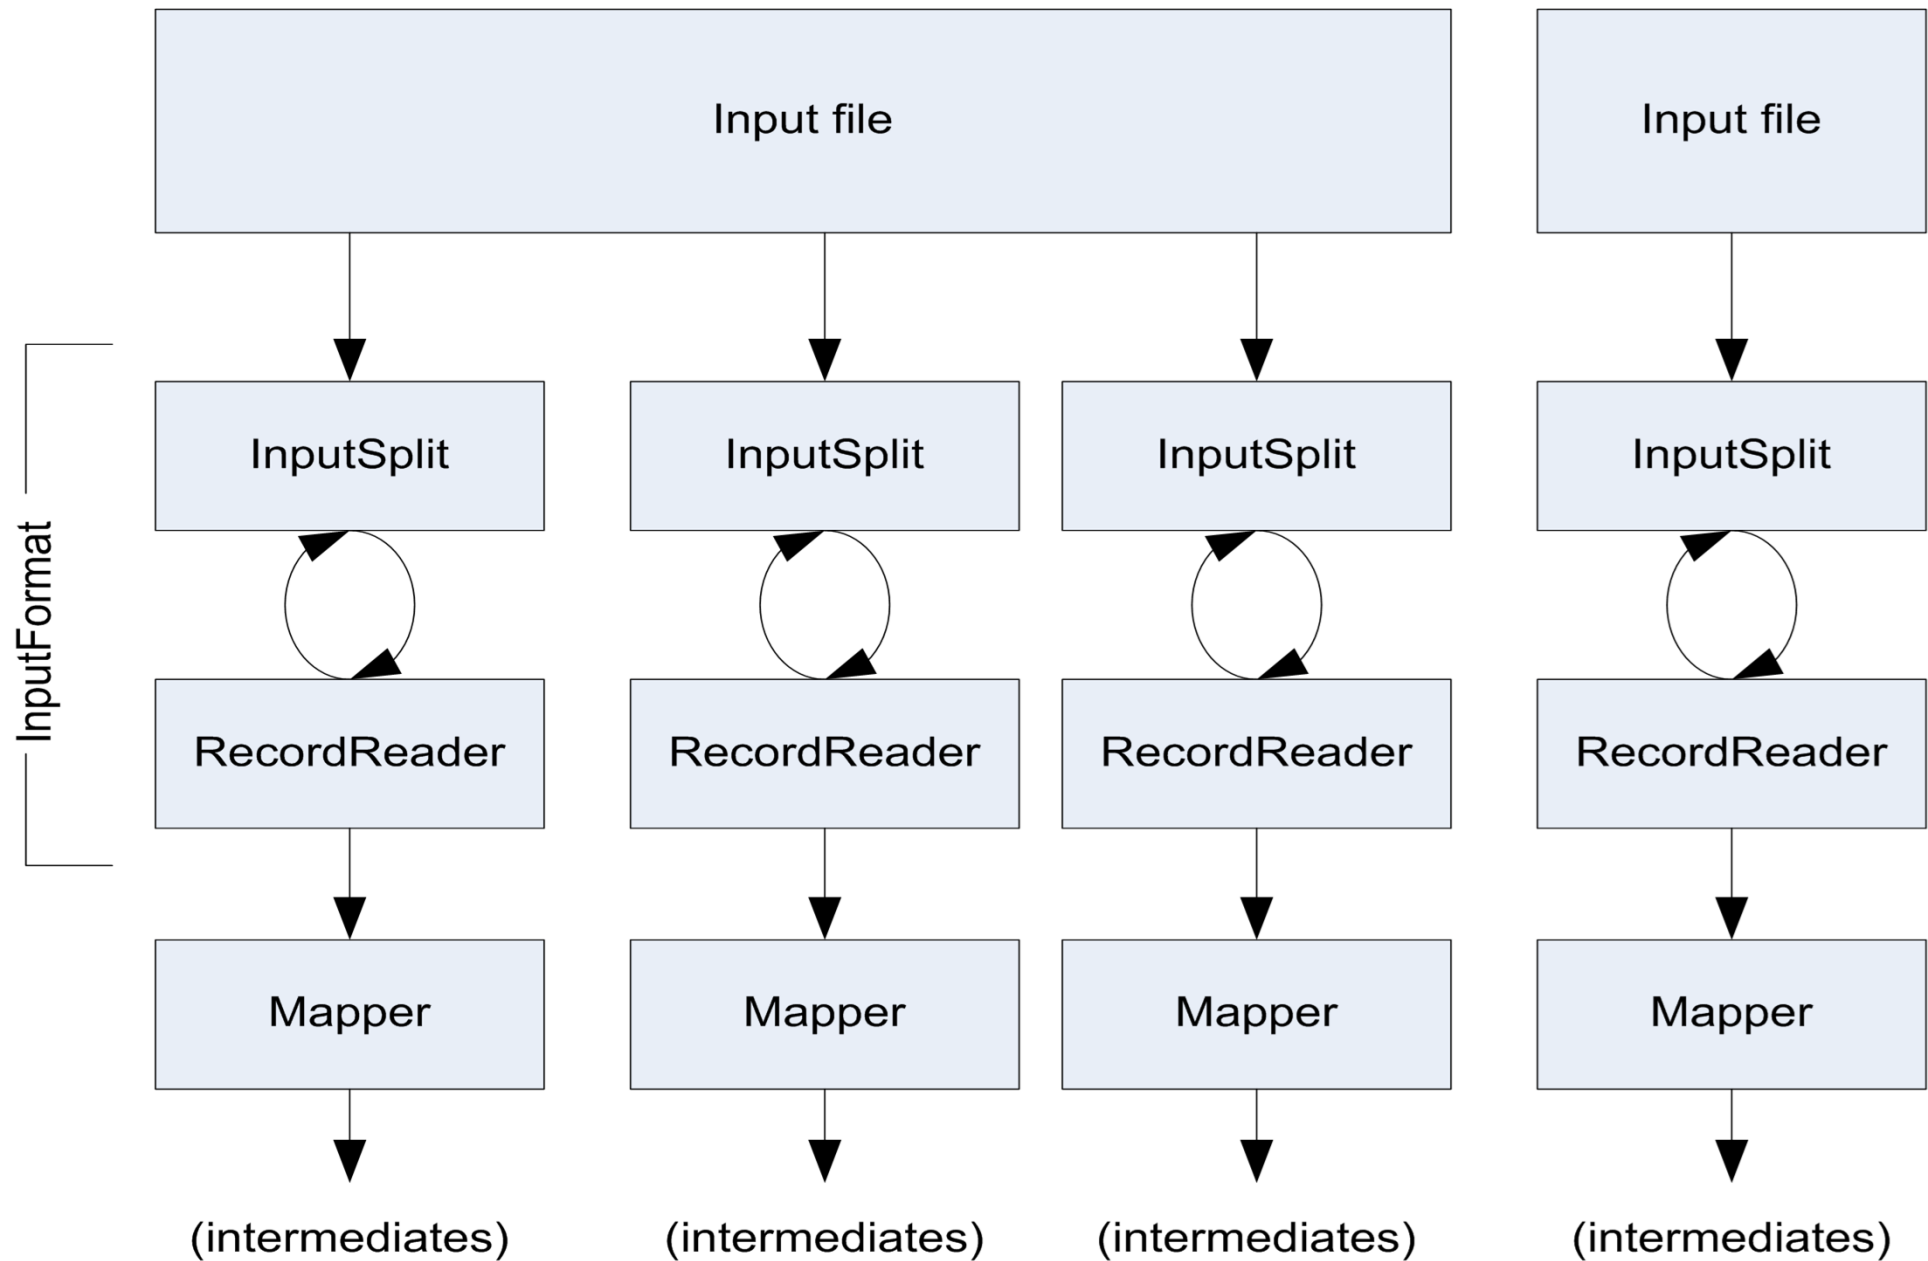 Input file
Input file
InputSplit
InputSplit
InputSplit
InputSplit
InputFormat
RecordReader
RecordReader
RecordReader
RecordReader
Mapper
Mapper
Mapper
Mapper
(intermediates)
(intermediates)
(intermediates)
(intermediates)